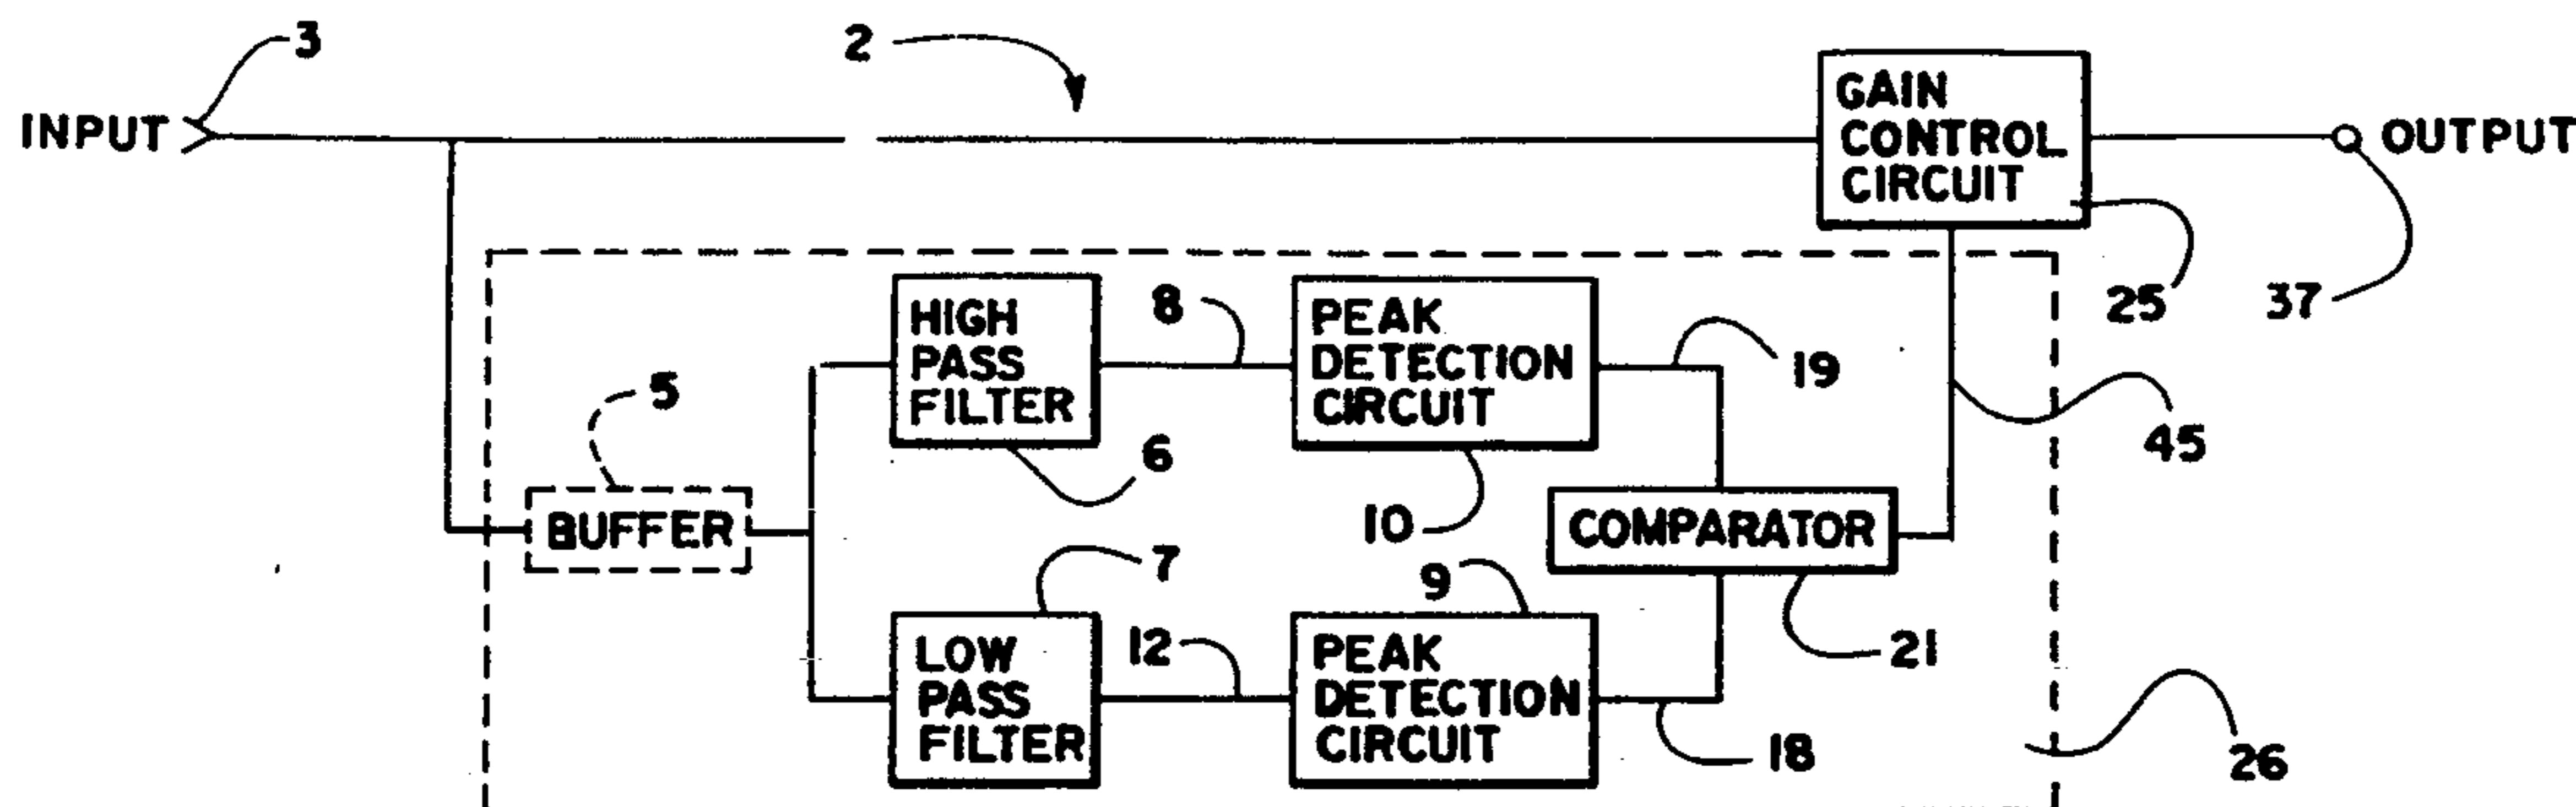 3
2
INPUT
GAIN
CONTROL
CIRCUIT
OUTPUT
25
37
HIGH
PASS
FILTER
8
PEAK
DETECTION
CIRCUIT
19
5
6
10
45
BUFFER
COMPARATOR
7
9
21
LOW
PASS
FILTER
12
PEAK
DETECTION
CIRCUIT
18
26